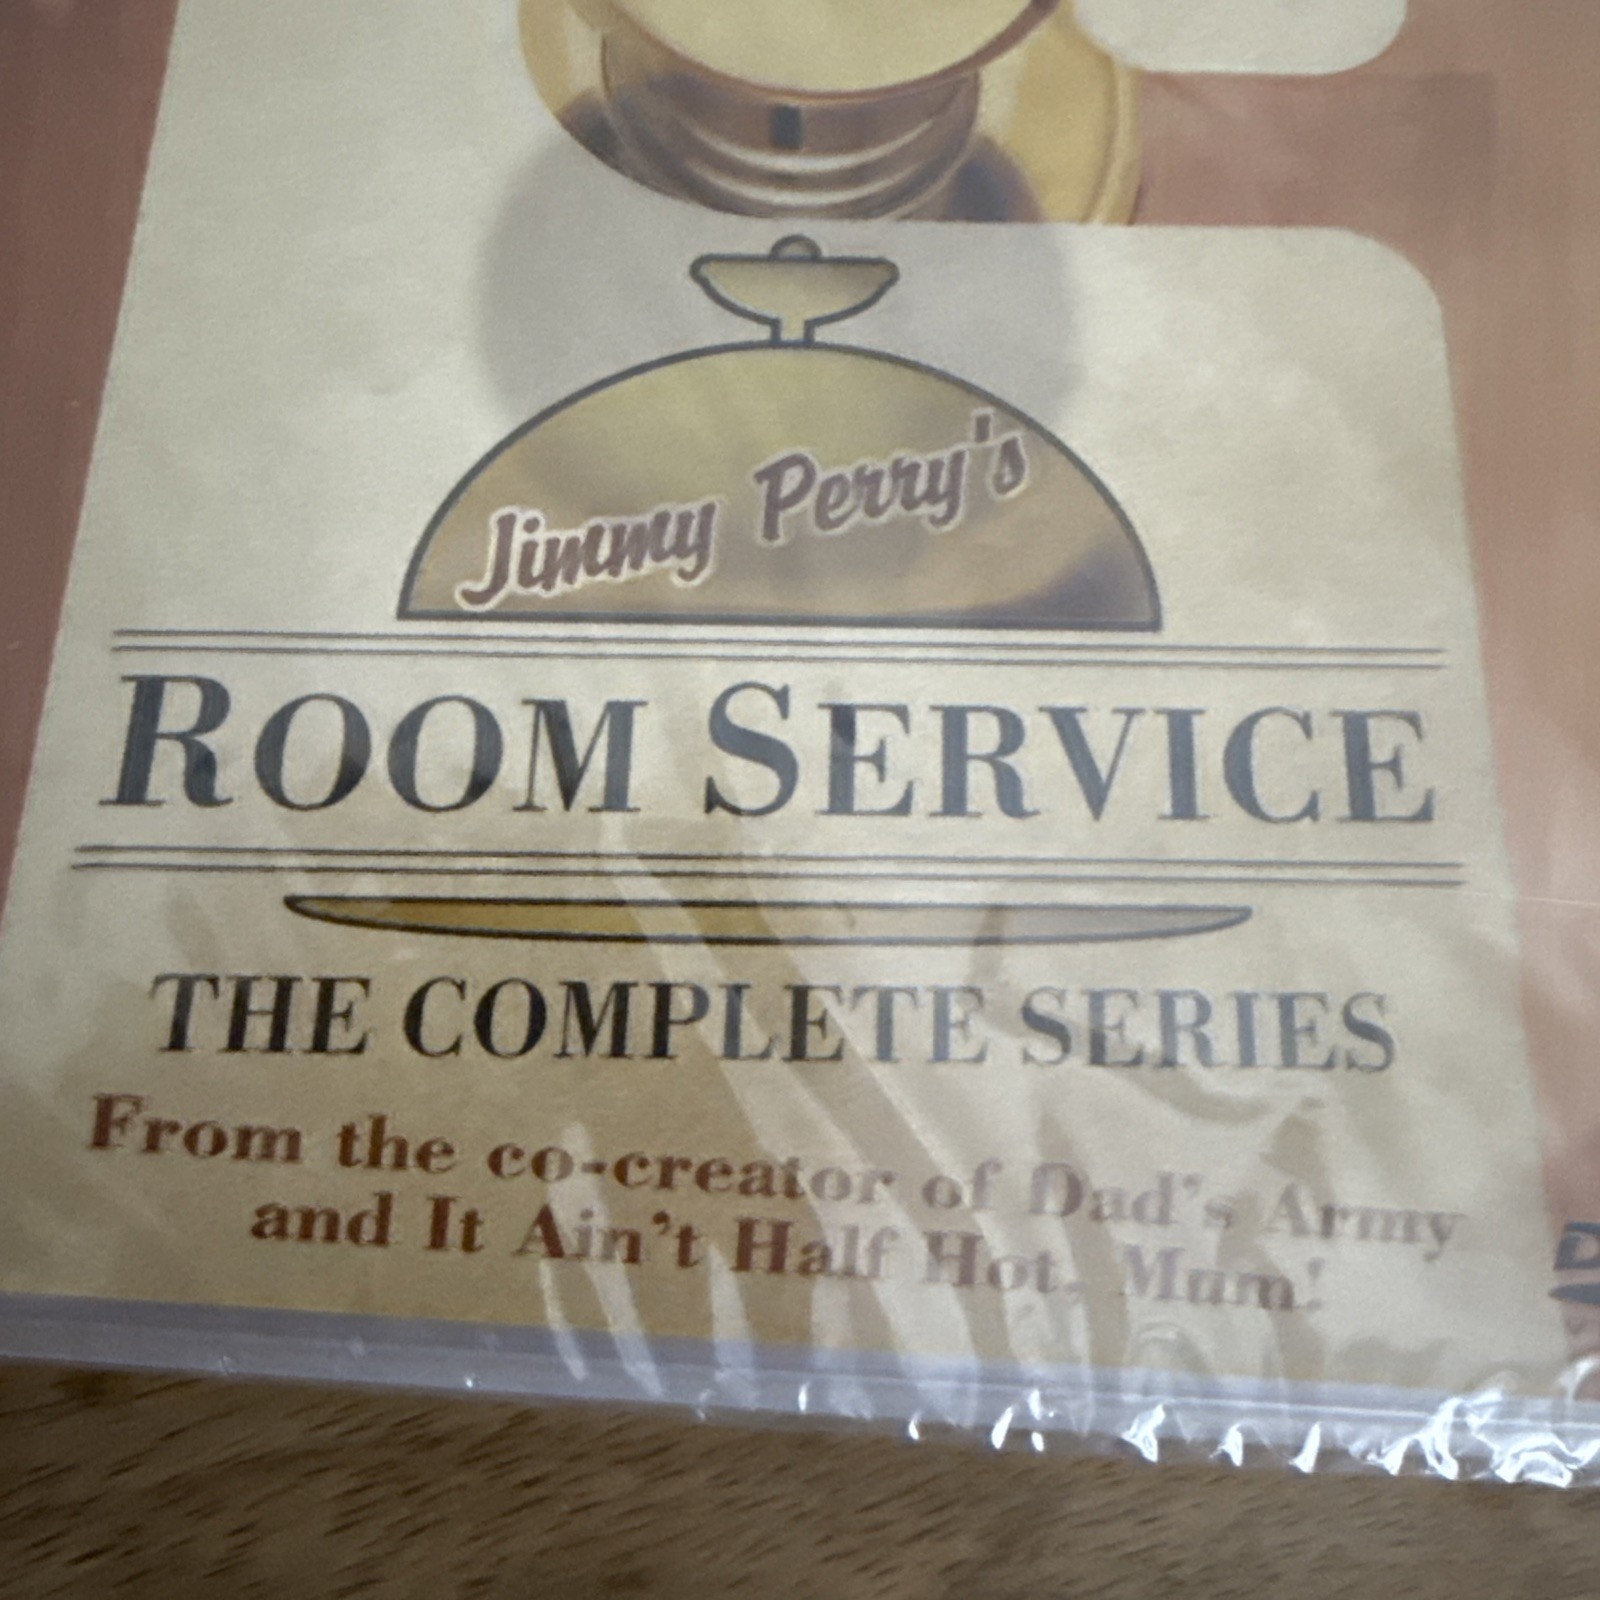 Jimmy Perry's
ROOM SERVICE
THE COMPLETE SERIES
From the co-creator of Dad's Army
and It Ain't Half Hot, Mum!